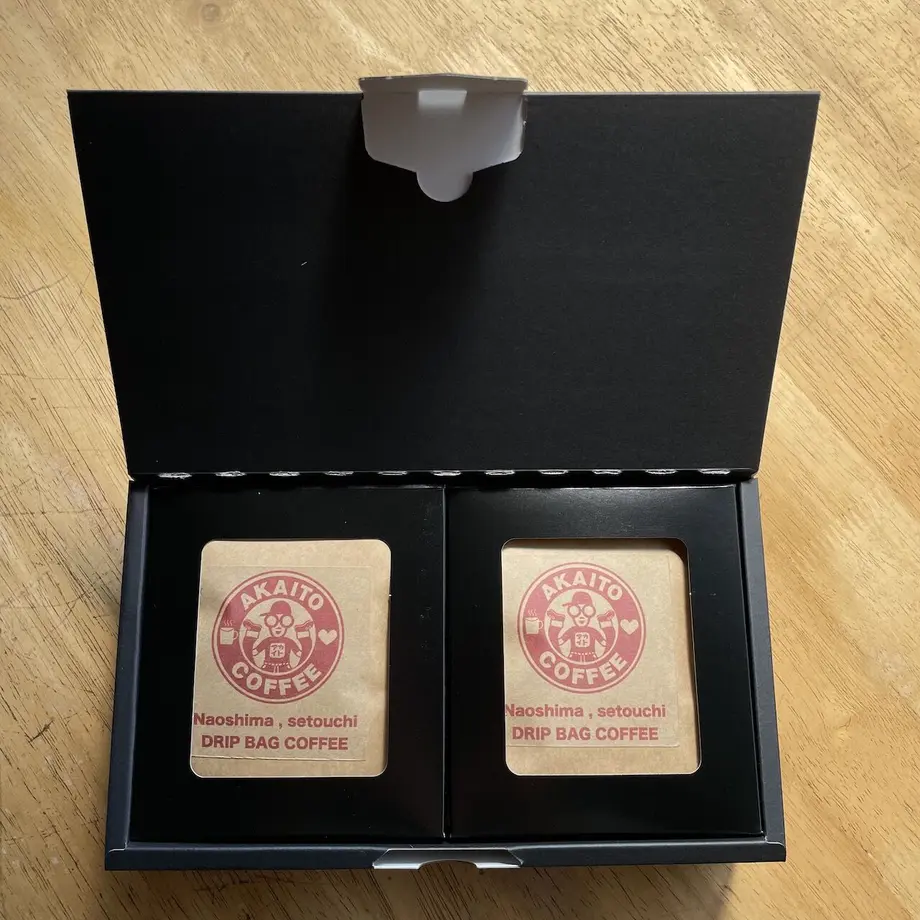 AKAITO
COFFEE
Naoshima , setouchi
DRIP BAG COFFEE
AKAITO
COFFEE
Naoshima , setouchi
DRIP BAG COFFEE